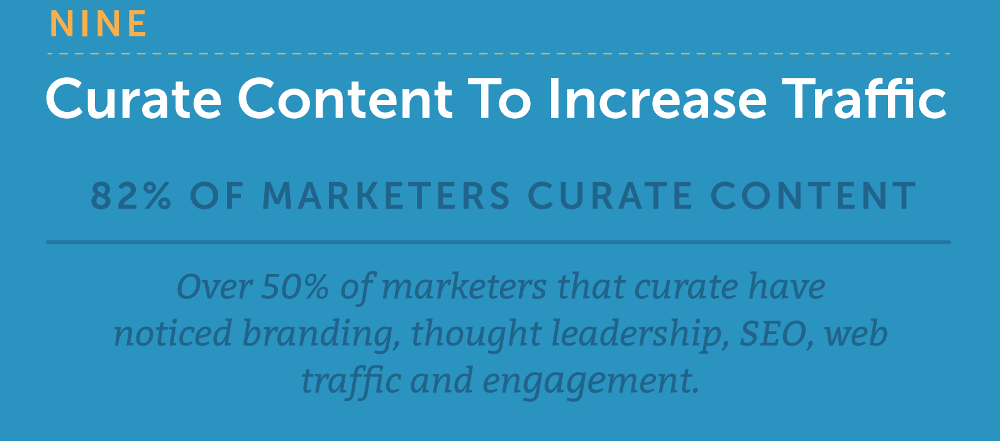 NINE
Curate Content To Increase Traffic
82% OF MARKETERS CURATE CONTENT
Over 50% of marketers that curate have
noticed branding, thought leadership, SEO, web
traffic and engagement.